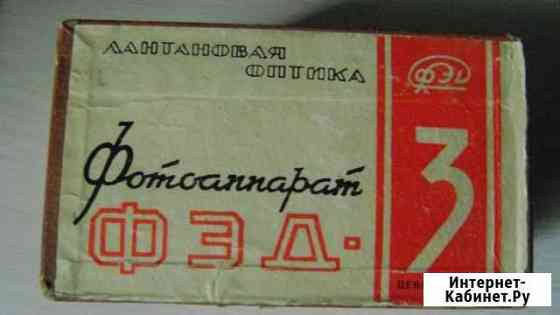 ЛАНТАНОВАЯ
ОПТИКА
ФЭД
Фотоаппарат
ФЭД-3
Интернет-
Кабинет.Ру